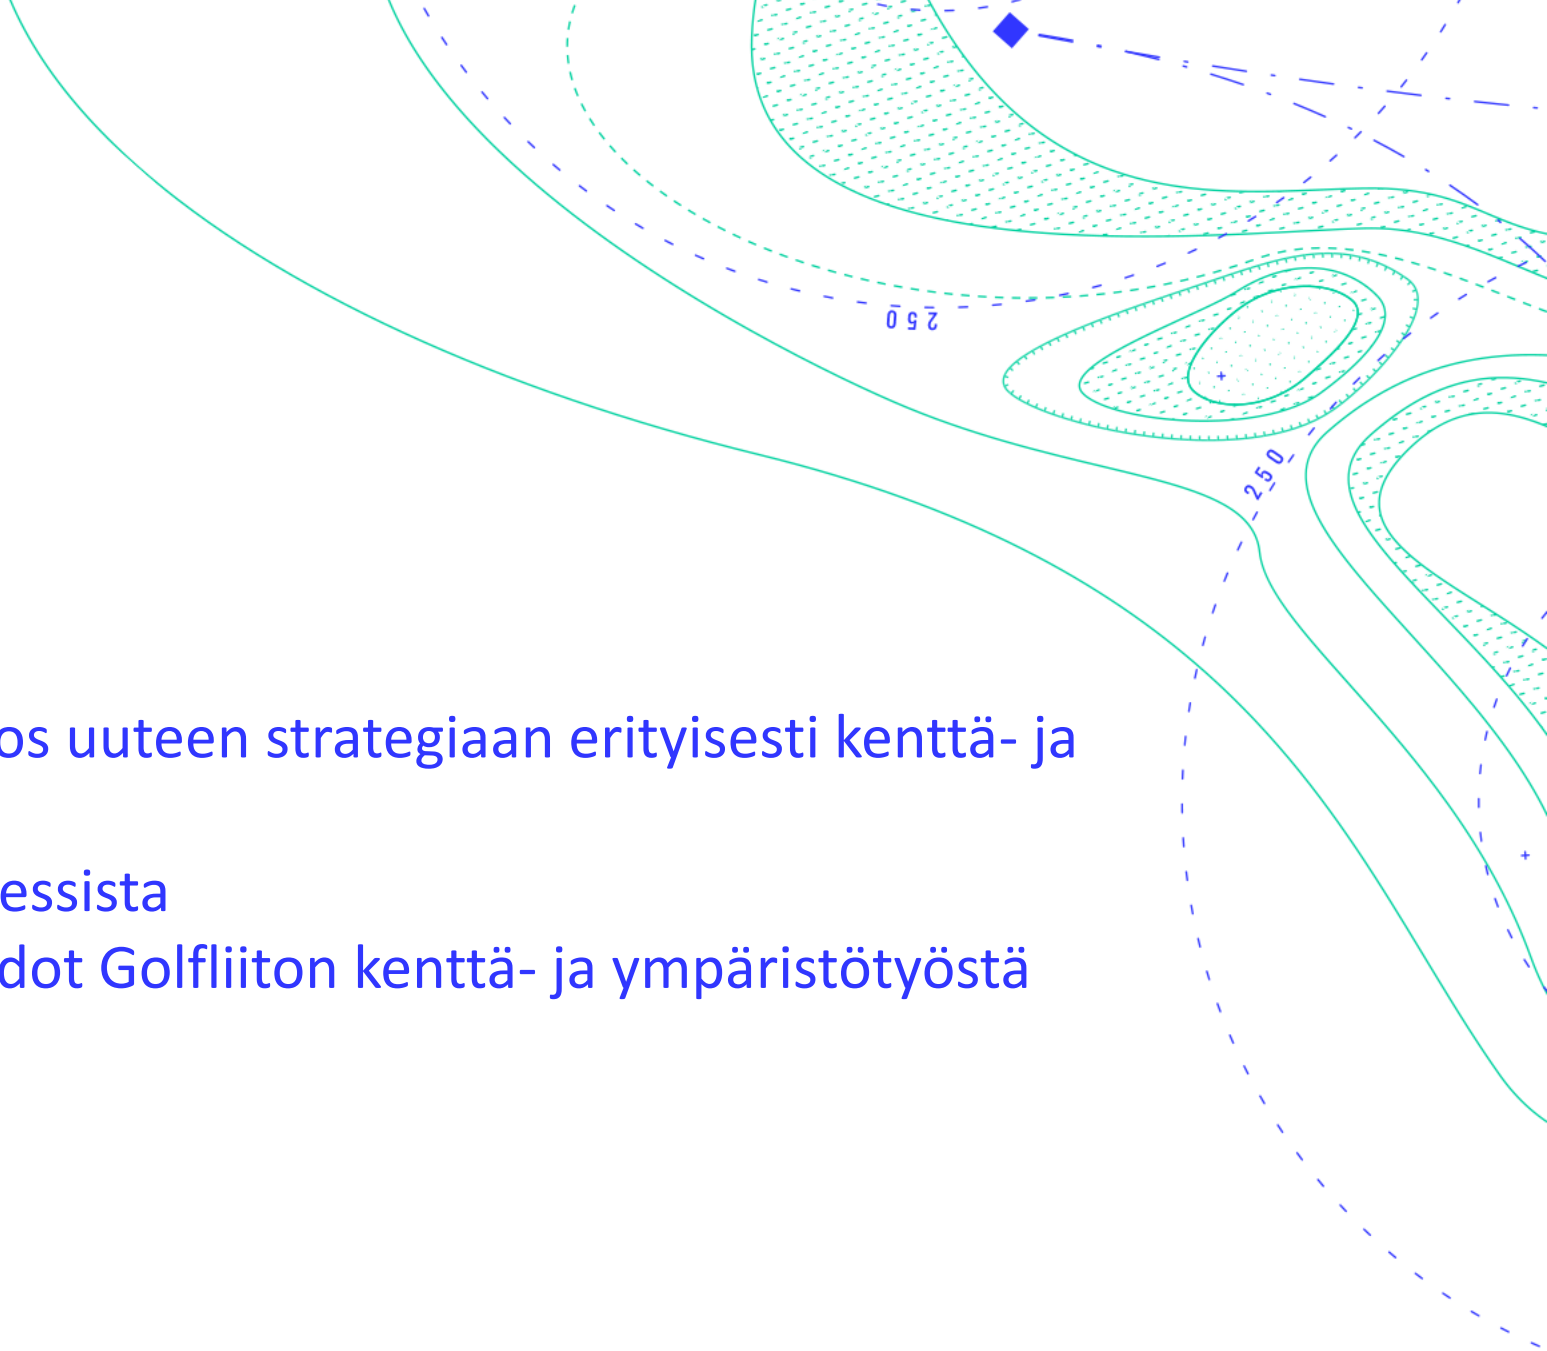 250
250
os uuteen strategiaan erityisesti kenttä- ja
essista
dot Golfliiton kenttä- ja ympäristötyöstä